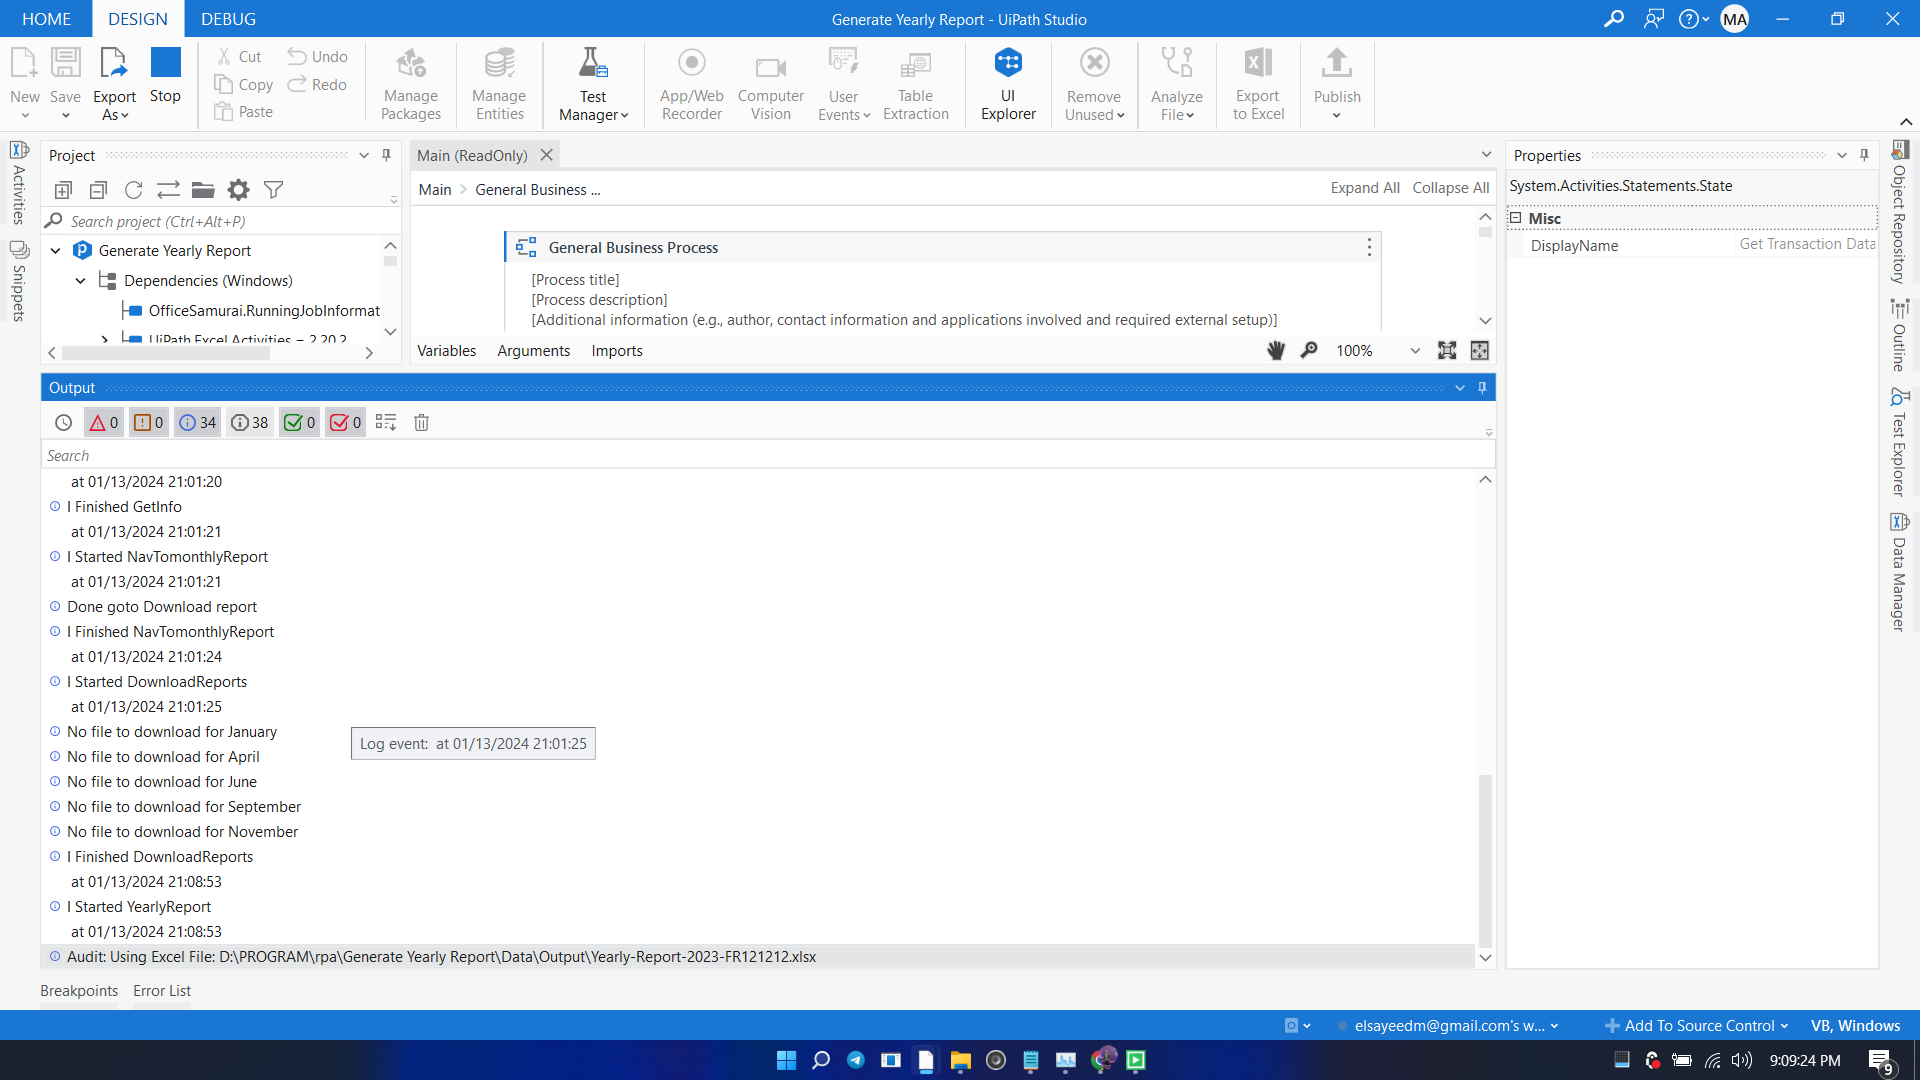 HOME
DESIGN
DEBUG
Generate Yearly Report - UiPath Studio
MA
New
Save
Export As
Stop
Cut
Copy
Paste
Undo
Redo
Manage Packages
Manage Entities
Test Manager
App/Web Recorder
Computer Vision
User Events
Table Extraction
UI Explorer
Remove Unused
Analyze File
Export to Excel
Publish
Activities
Snippets
Project
Search project (Ctrl+Alt+P)
Generate Yearly Report
Dependencies (Windows)
OfficeSamurai.RunningJobInformat
UiPath.Excel.Activities = 2.20.2
Main (ReadOnly)
Main
General Business ...
Expand All
Collapse All
General Business Process
[Process title]
[Process description]
[Additional information (e.g., author, contact information and applications involved and required external setup)]
Variables
Arguments
Imports
100%
Properties
System.Activities.Statements.State
Misc
DisplayName
Get Transaction Data
Object Repository
Outline
Test Explorer
Data Manager
Output
0
0
34
38
0
0
Search
at 01/13/2024 21:01:20
I Finished GetInfo
at 01/13/2024 21:01:21
I Started NavTomonthlyReport
at 01/13/2024 21:01:21
Done goto Download report
I Finished NavTomonthlyReport
at 01/13/2024 21:01:24
I Started DownloadReports
at 01/13/2024 21:01:25
No file to download for January
Log event:  at 01/13/2024 21:01:25
No file to download for April
No file to download for June
No file to download for September
No file to download for November
I Finished DownloadReports
at 01/13/2024 21:08:53
I Started YearlyReport
at 01/13/2024 21:08:53
Audit: Using Excel File: D:\PROGRAM\rpa\Generate Yearly Report\Data\Output\Yearly-Report-2023-FR121212.xlsx
Breakpoints
Error List
elsayeedm@gmail.com's w...
Add To Source Control
VB, Windows
9:09:24 PM
9